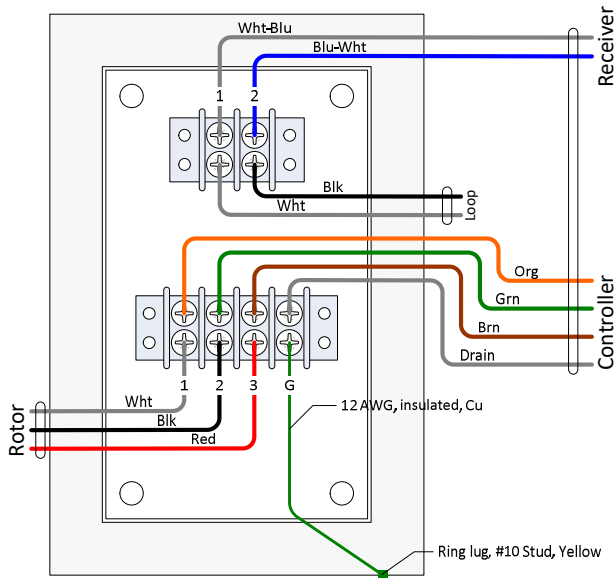 Wht-Blu
Blu-Wht
Receiver
1 2
Blk
Wht
Loop
Org
Grn
Brn
Drain
Controller
1 2 3 G
Wht
Blk
Red
Rotor
12 AWG, insulated, Cu
Ring lug, #10 Stud, Yellow